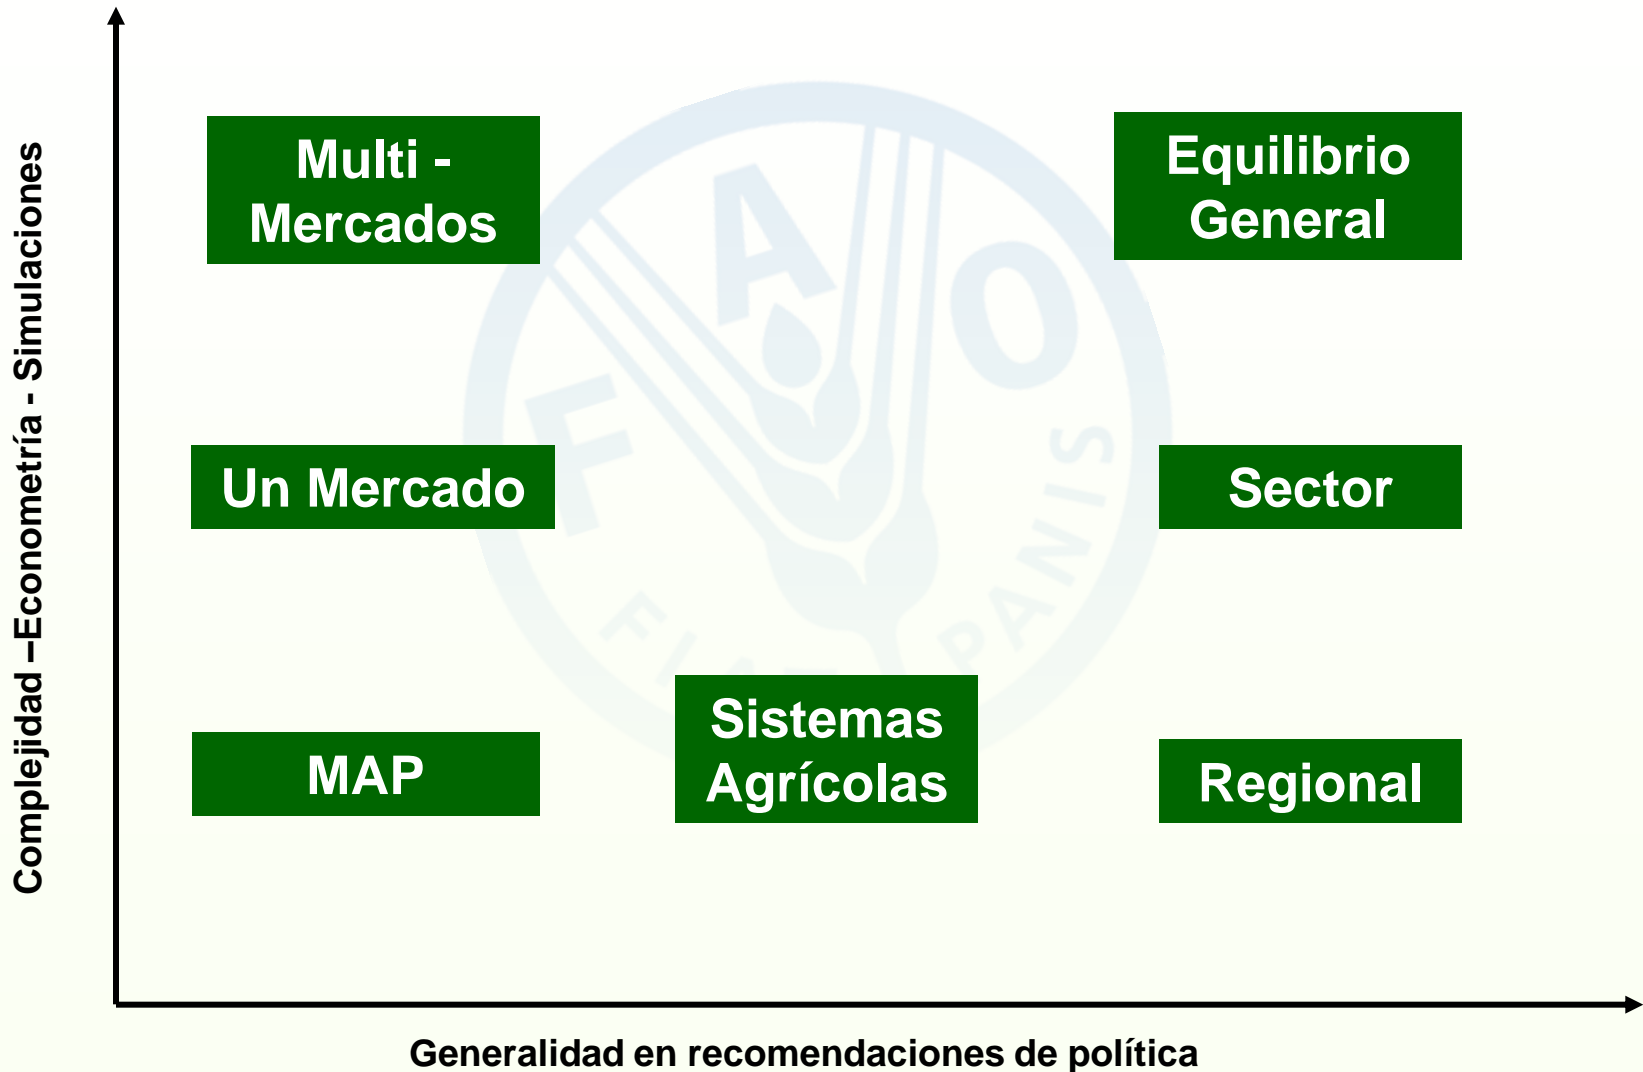 Complejidad –Econometría - Simulaciones
Multi -
Mercados
Equilibrio
General
Un Mercado
Sector
MAP
Sistemas
Agrícolas
Regional
Generalidad en recomendaciones de política
F A O
PANIS